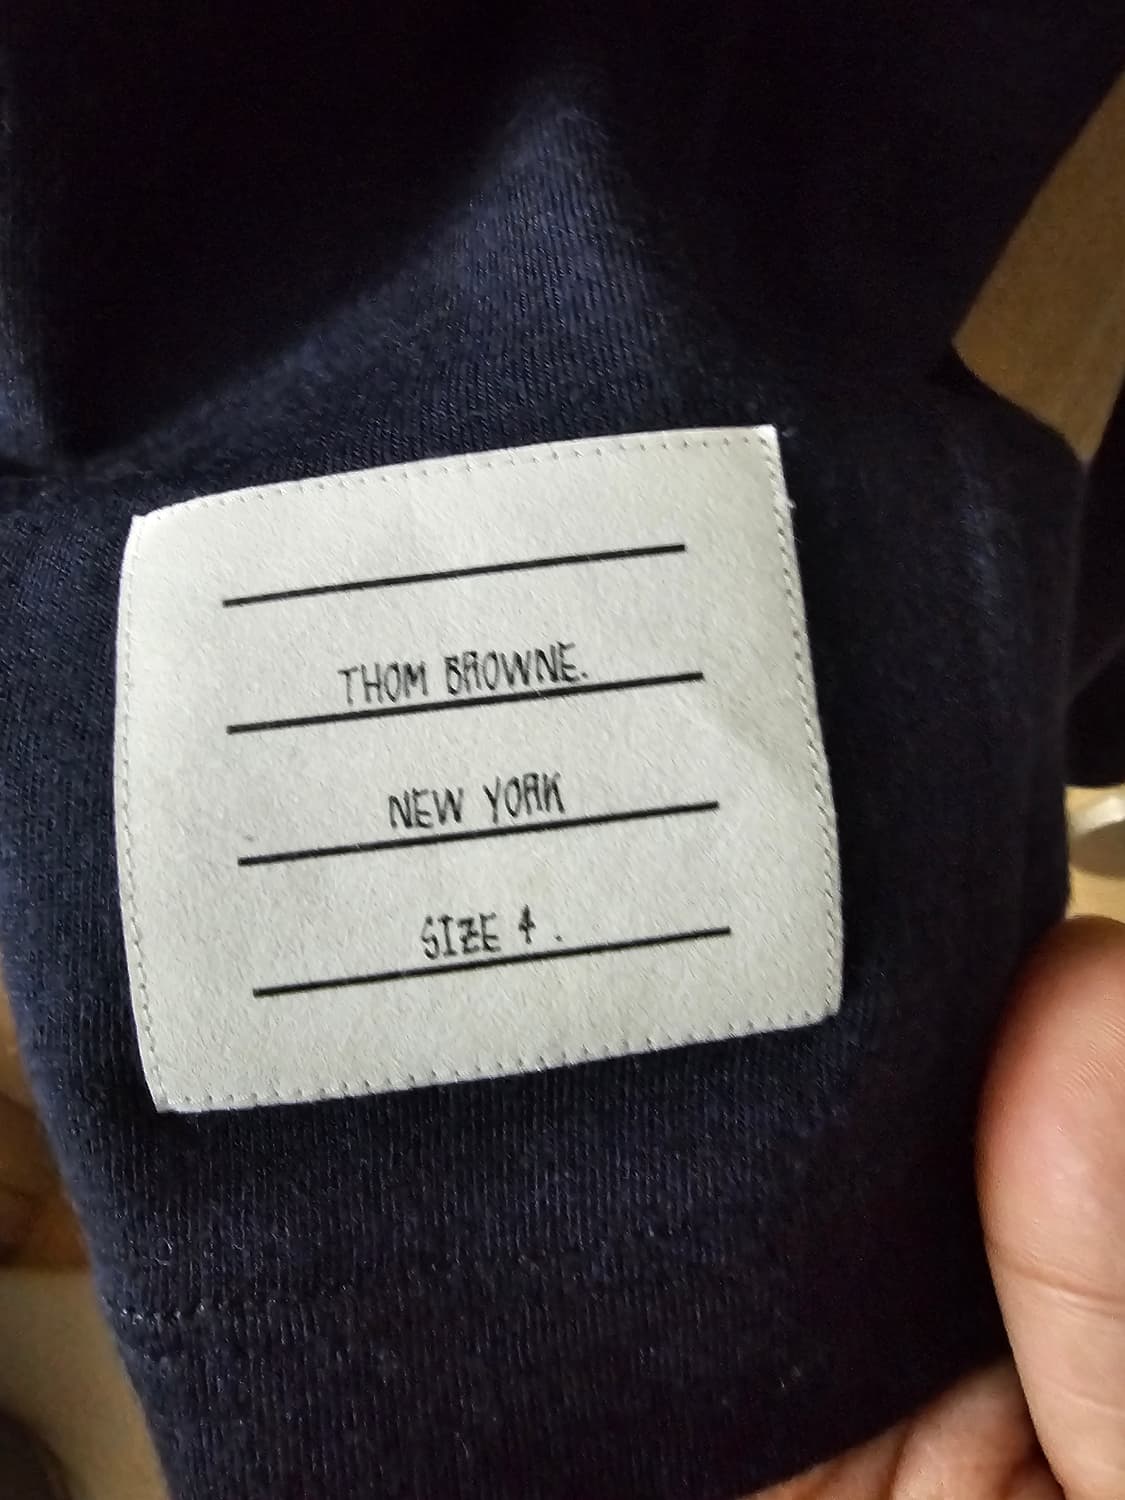 THOM BROWNE.
NEW YORK
SIZE 4 .